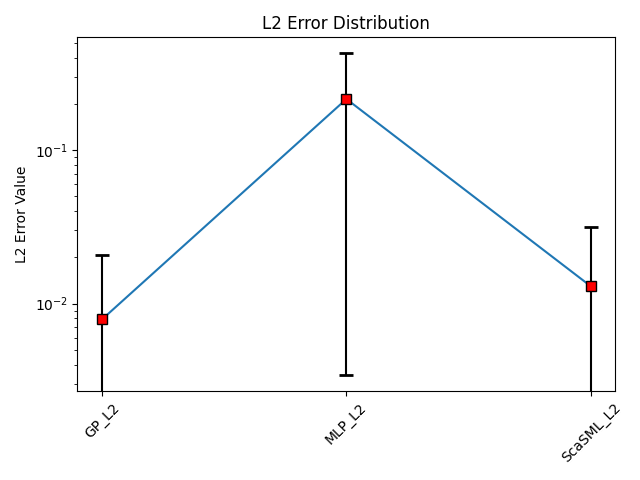 L2 Error Distribution
L2 Error Value
10⁻¹
10⁻²
GP_L2
MLP_L2
ScaSML_L2